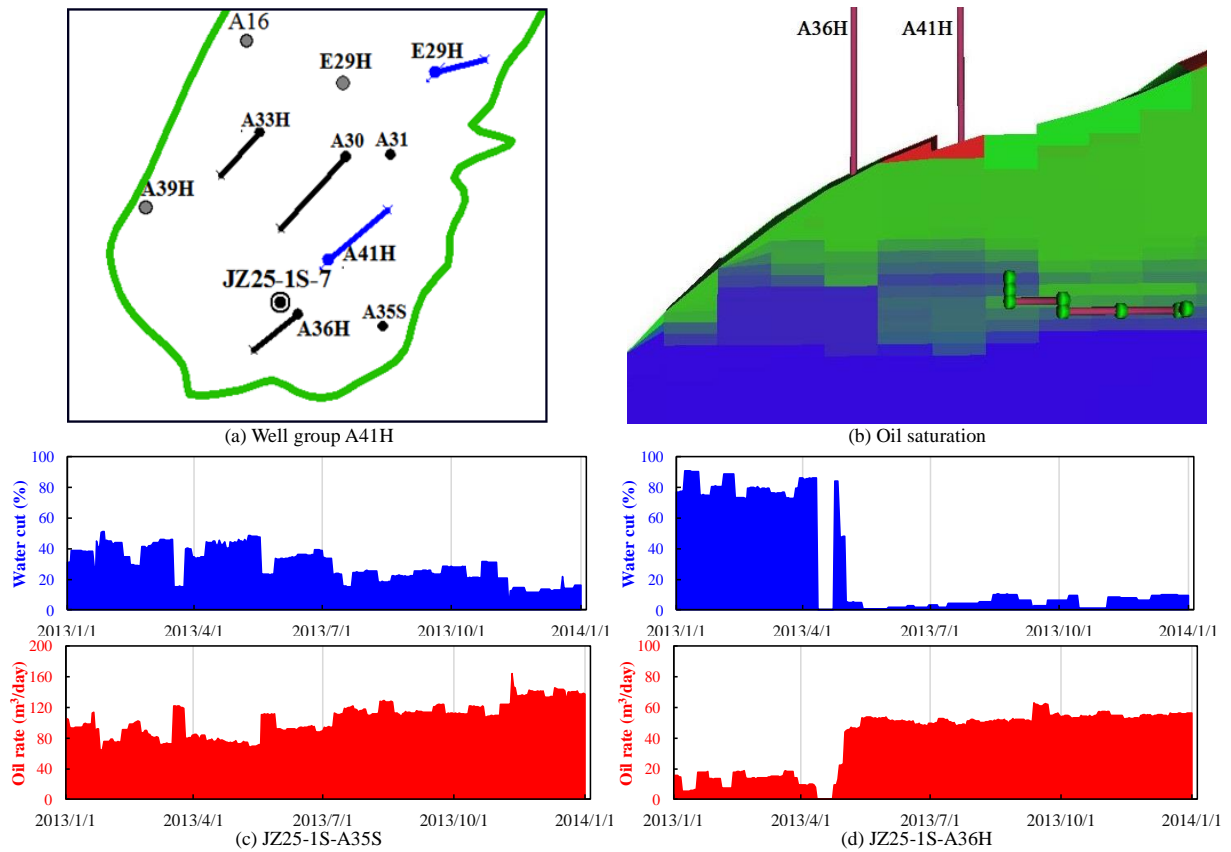 A16
E29H
E29H
A33H
A30
A31
A39H
A41H
JZ25-1S-7
A36H
A35S
(a) Well group A41H
A36H
A41H
(b) Oil saturation
Water cut (%)
100
80
60
40
20
0
2013/1/1
2013/4/1
2013/7/1
2013/10/1
2014/1/1
Oil rate (m³/day)
200
160
120
80
40
0
2013/1/1
2013/4/1
2013/7/1
2013/10/1
2014/1/1
(c) JZ25-1S-A35S
Water cut (%)
100
80
60
40
20
0
2013/1/1
2013/4/1
2013/7/1
2013/10/1
2014/1/1
Oil rate (m³/day)
100
80
60
40
20
0
2013/1/1
2013/4/1
2013/7/1
2013/10/1
2014/1/1
(d) JZ25-1S-A36H